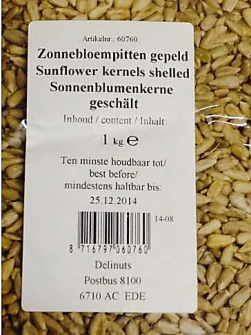 Artikelnr.: 60760
Zonnebloempitten gepeld
Sunflower kernels shelled
Sonnenblumenkerne
geschält
Inhoud / content / Inhalt:
1 kg ℮
Ten minste houdbaar tot/
best before/
mindestens haltbar bis:
25.12.2014
14-08
8 716797 060760
Delinuts
Postbus 8100
6710 AC EDE